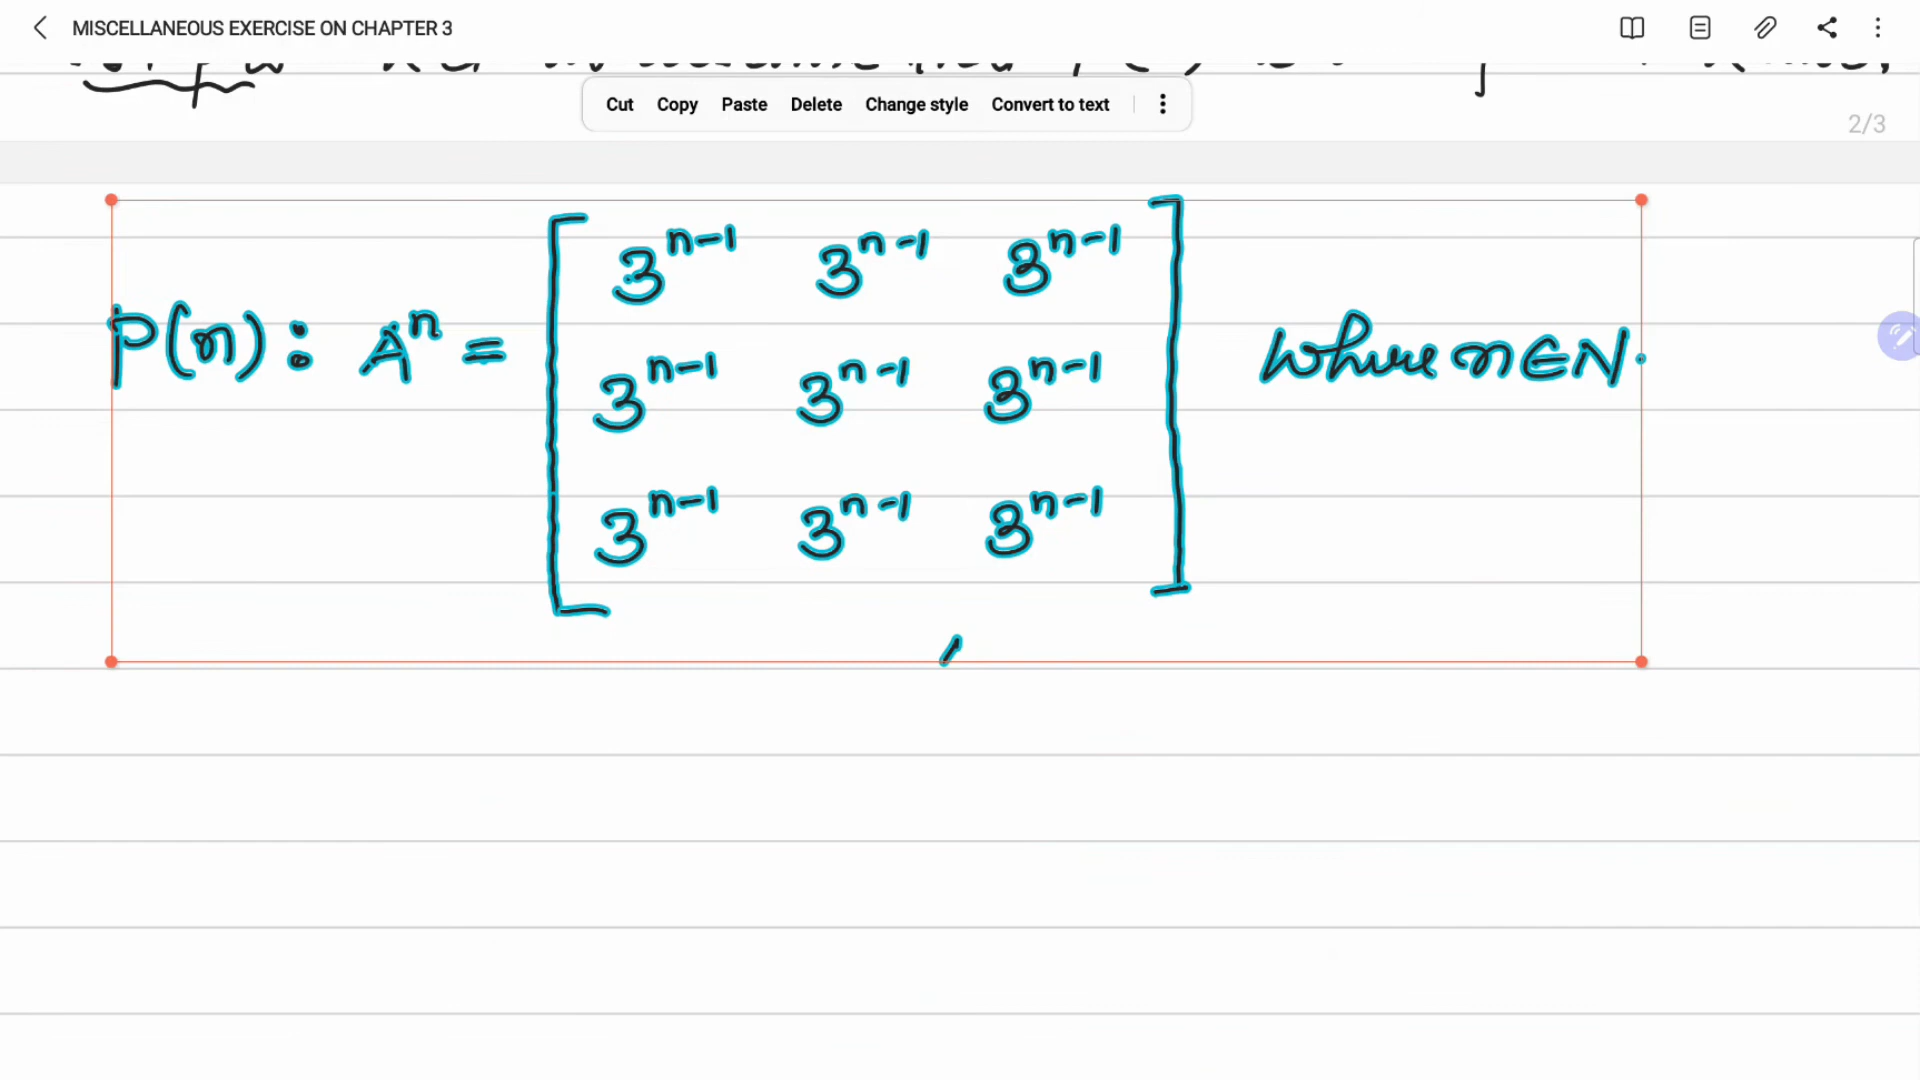 MISCELLANEOUS EXERCISE ON CHAPTER 3
Cut Copy Paste Delete Change style Convert to text
2/3
3^{n-1} 3^{n-1} 3^{n-1}
P(n): A^n = where n∈N.
3^{n-1} 3^{n-1} 3^{n-1}
3^{n-1} 3^{n-1} 3^{n-1}